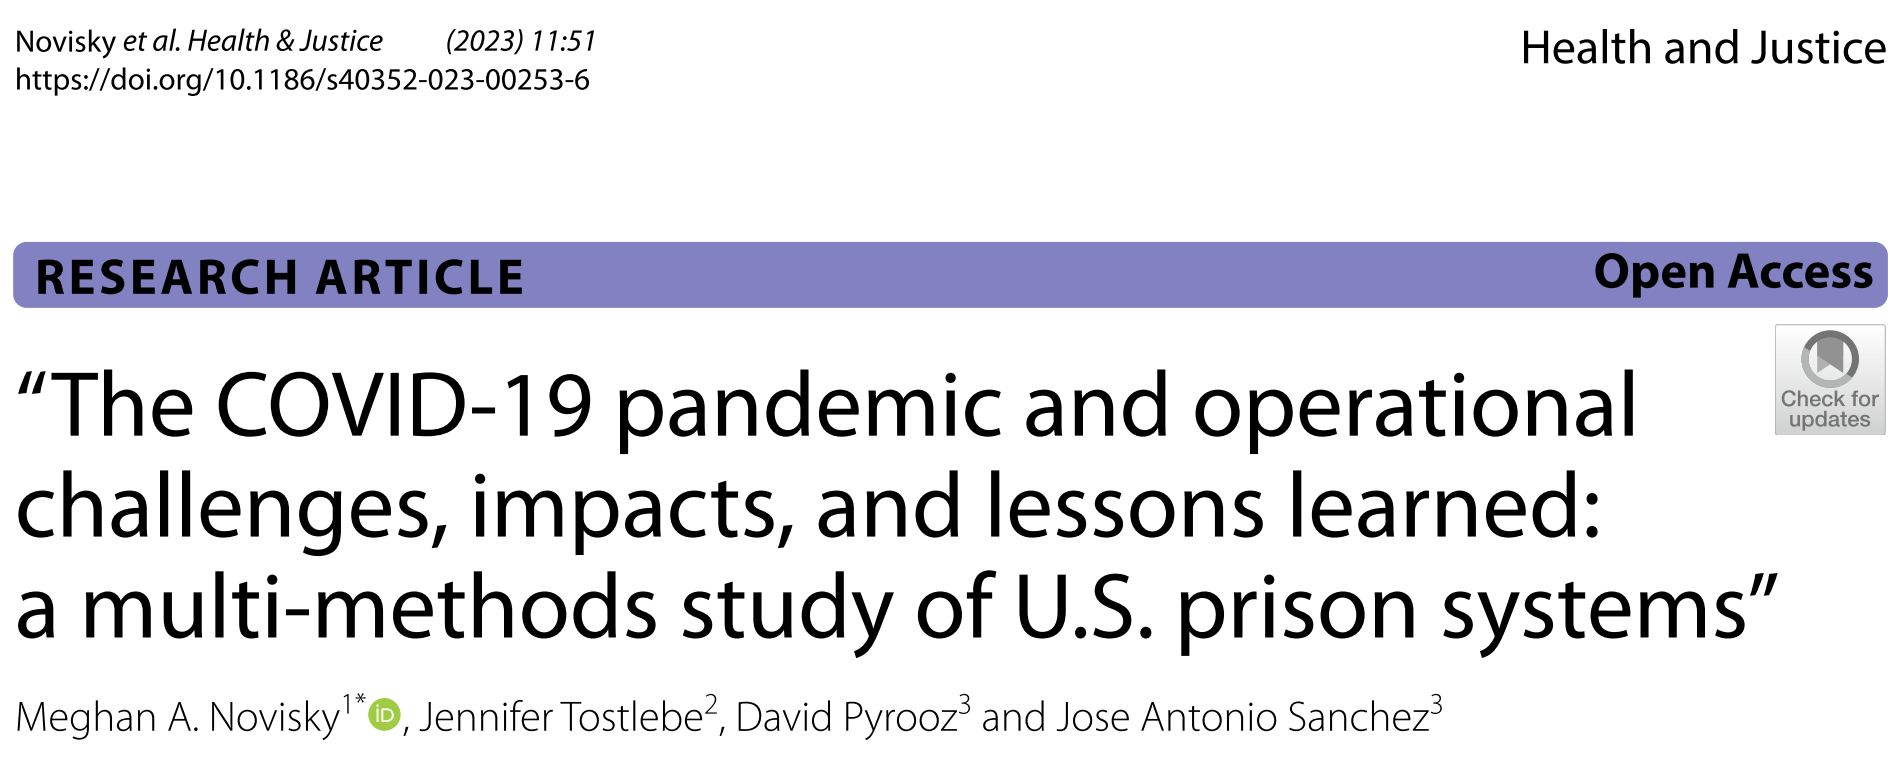 Novisky et al. Health & Justice (2023) 11:51
https://doi.org/10.1186/s40352-023-00253-6
Health and Justice
RESEARCH ARTICLE
Open Access
Check for
updates
“The COVID-19 pandemic and operational
challenges, impacts, and lessons learned:
a multi-methods study of U.S. prison systems”
Meghan A. Novisky1* iD, Jennifer Tostlebe2, David Pyrooz3 and Jose Antonio Sanchez3